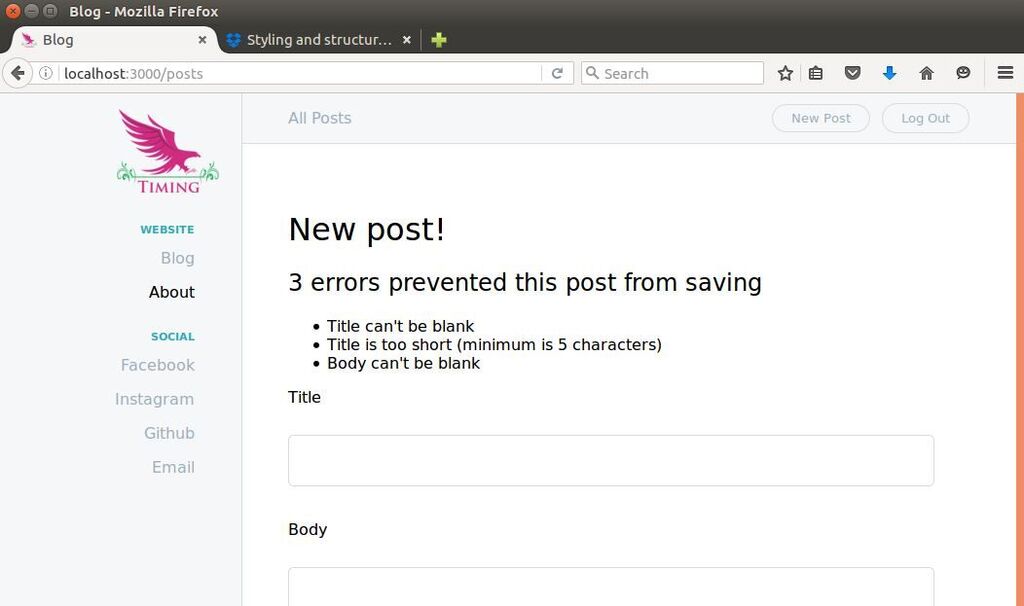 Blog - Mozilla Firefox
Blog
Styling and structur...
localhost:3000/posts
Search
TIMING
WEBSITE
Blog
About
SOCIAL
Facebook
Instagram
Github
Email
All Posts
New Post
Log Out
New post!
3 errors prevented this post from saving
Title can't be blank
Title is too short (minimum is 5 characters)
Body can't be blank
Title
Body